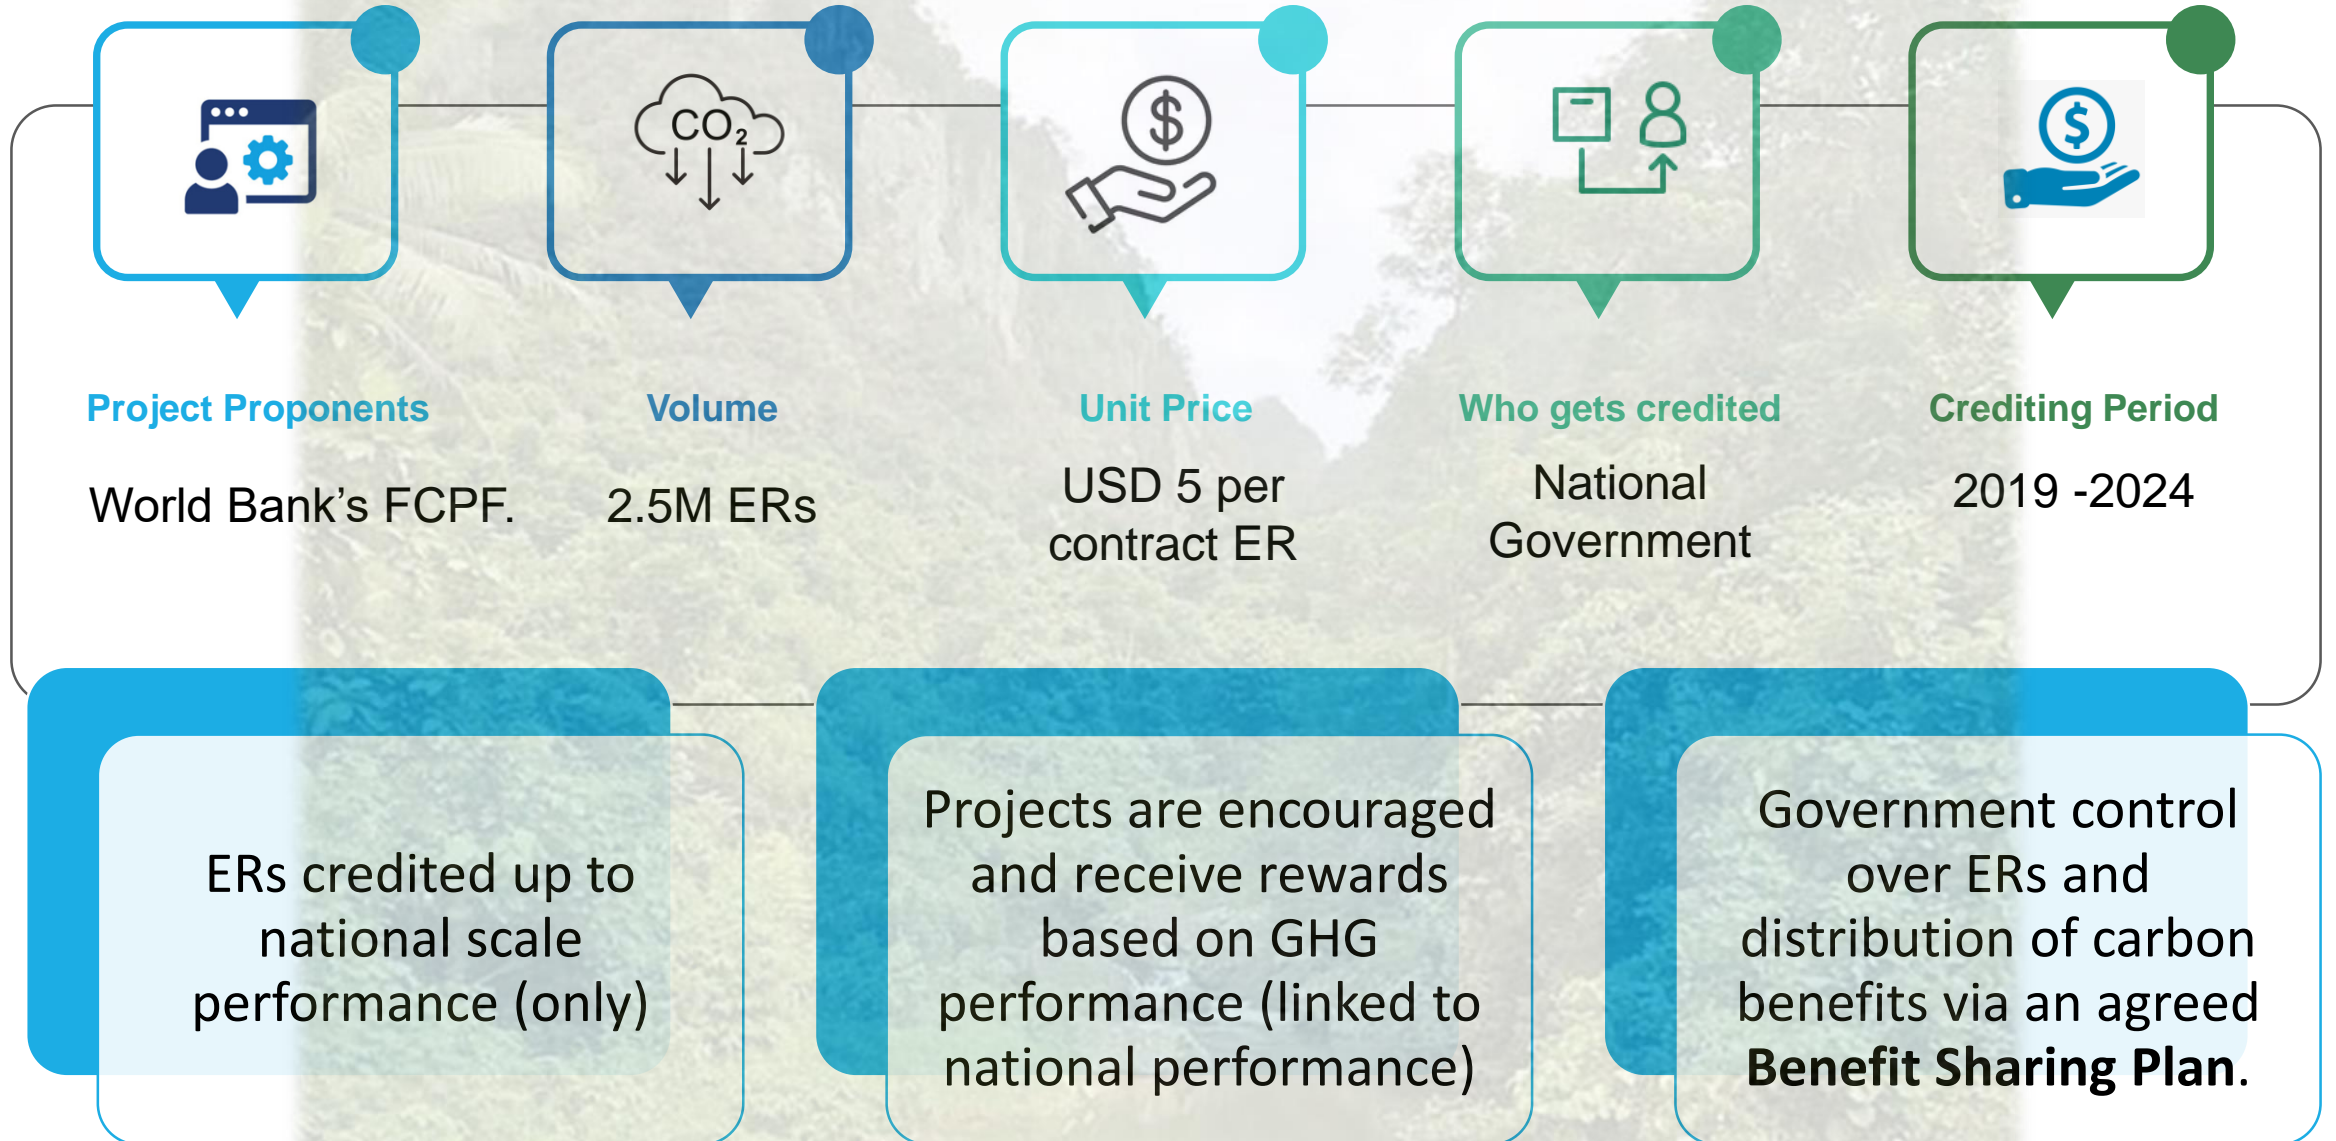 CO₂
$
$
Project Proponents
World Bank's FCPF.
Volume
2.5M ERs
Unit Price
USD 5 per
contract ER
Who gets credited
National
Government
Crediting Period
2019 -2024
ERs credited up to
national scale
performance (only)
Projects are encouraged
and receive rewards
based on GHG
performance (linked to
national performance)
Government control
over ERs and
distribution of carbon
benefits via an agreed
Benefit Sharing Plan.